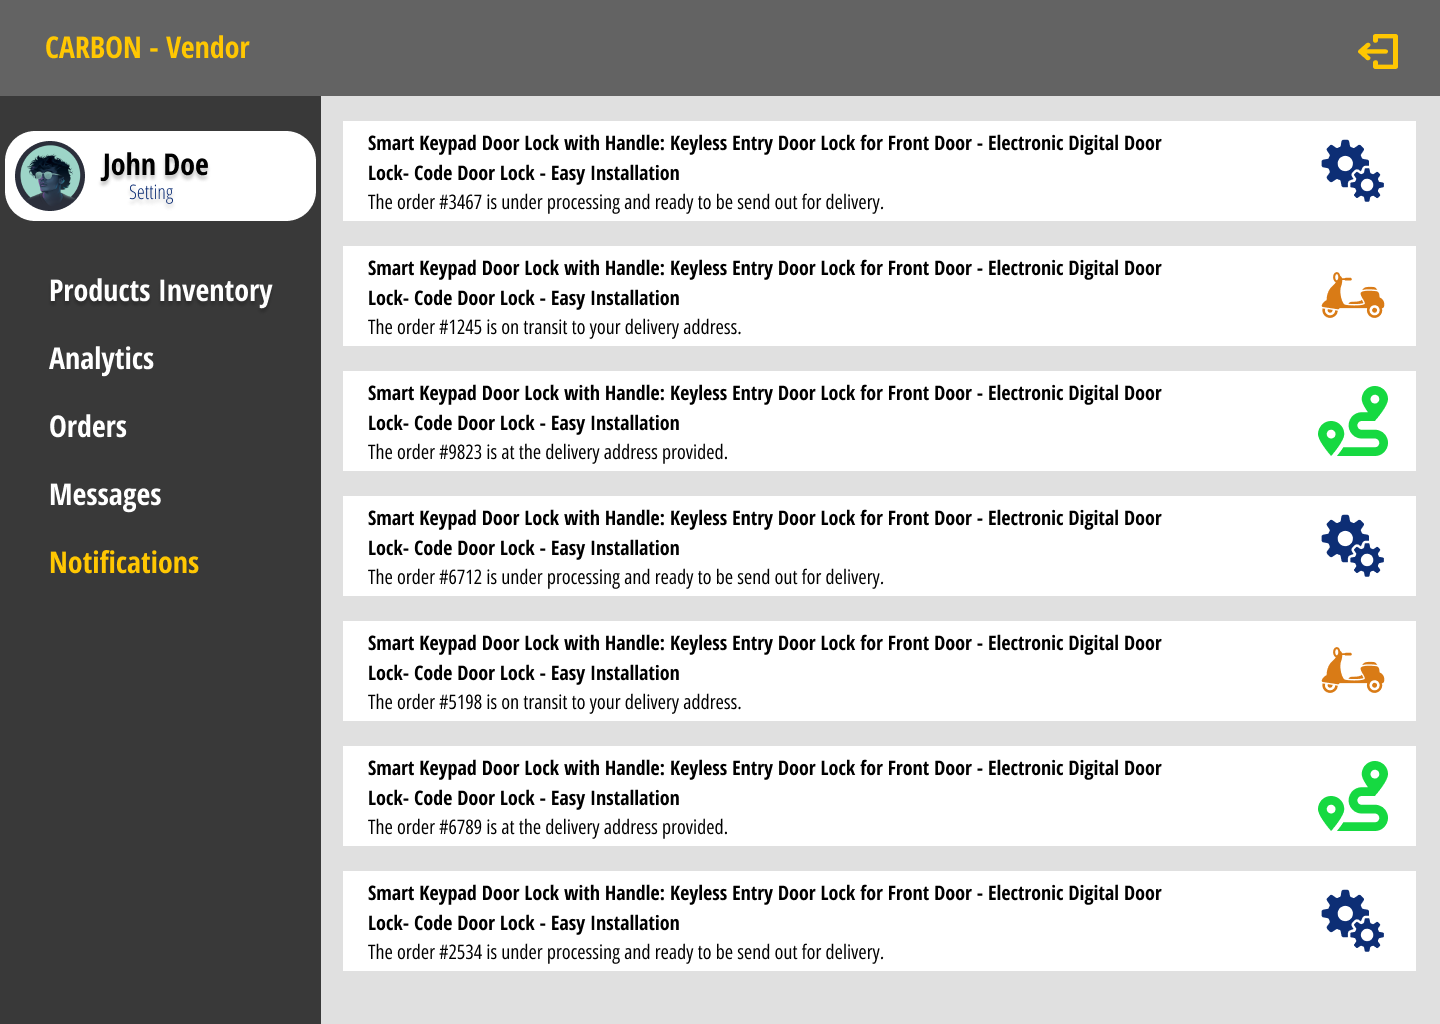 CARBON - Vendor
John Doe
Setting
Products Inventory
Analytics
Orders
Messages
Notifications
Smart Keypad Door Lock with Handle: Keyless Entry Door Lock for Front Door - Electronic Digital Door
Lock- Code Door Lock - Easy Installation
The order #3467 is under processing and ready to be send out for delivery.
Smart Keypad Door Lock with Handle: Keyless Entry Door Lock for Front Door - Electronic Digital Door
Lock- Code Door Lock - Easy Installation
The order #1245 is on transit to your delivery address.
Smart Keypad Door Lock with Handle: Keyless Entry Door Lock for Front Door - Electronic Digital Door
Lock- Code Door Lock - Easy Installation
The order #9823 is at the delivery address provided.
Smart Keypad Door Lock with Handle: Keyless Entry Door Lock for Front Door - Electronic Digital Door
Lock- Code Door Lock - Easy Installation
The order #6712 is under processing and ready to be send out for delivery.
Smart Keypad Door Lock with Handle: Keyless Entry Door Lock for Front Door - Electronic Digital Door
Lock- Code Door Lock - Easy Installation
The order #5198 is on transit to your delivery address.
Smart Keypad Door Lock with Handle: Keyless Entry Door Lock for Front Door - Electronic Digital Door
Lock- Code Door Lock - Easy Installation
The order #6789 is at the delivery address provided.
Smart Keypad Door Lock with Handle: Keyless Entry Door Lock for Front Door - Electronic Digital Door
Lock- Code Door Lock - Easy Installation
The order #2534 is under processing and ready to be send out for delivery.